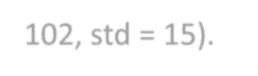 102, std = 15).